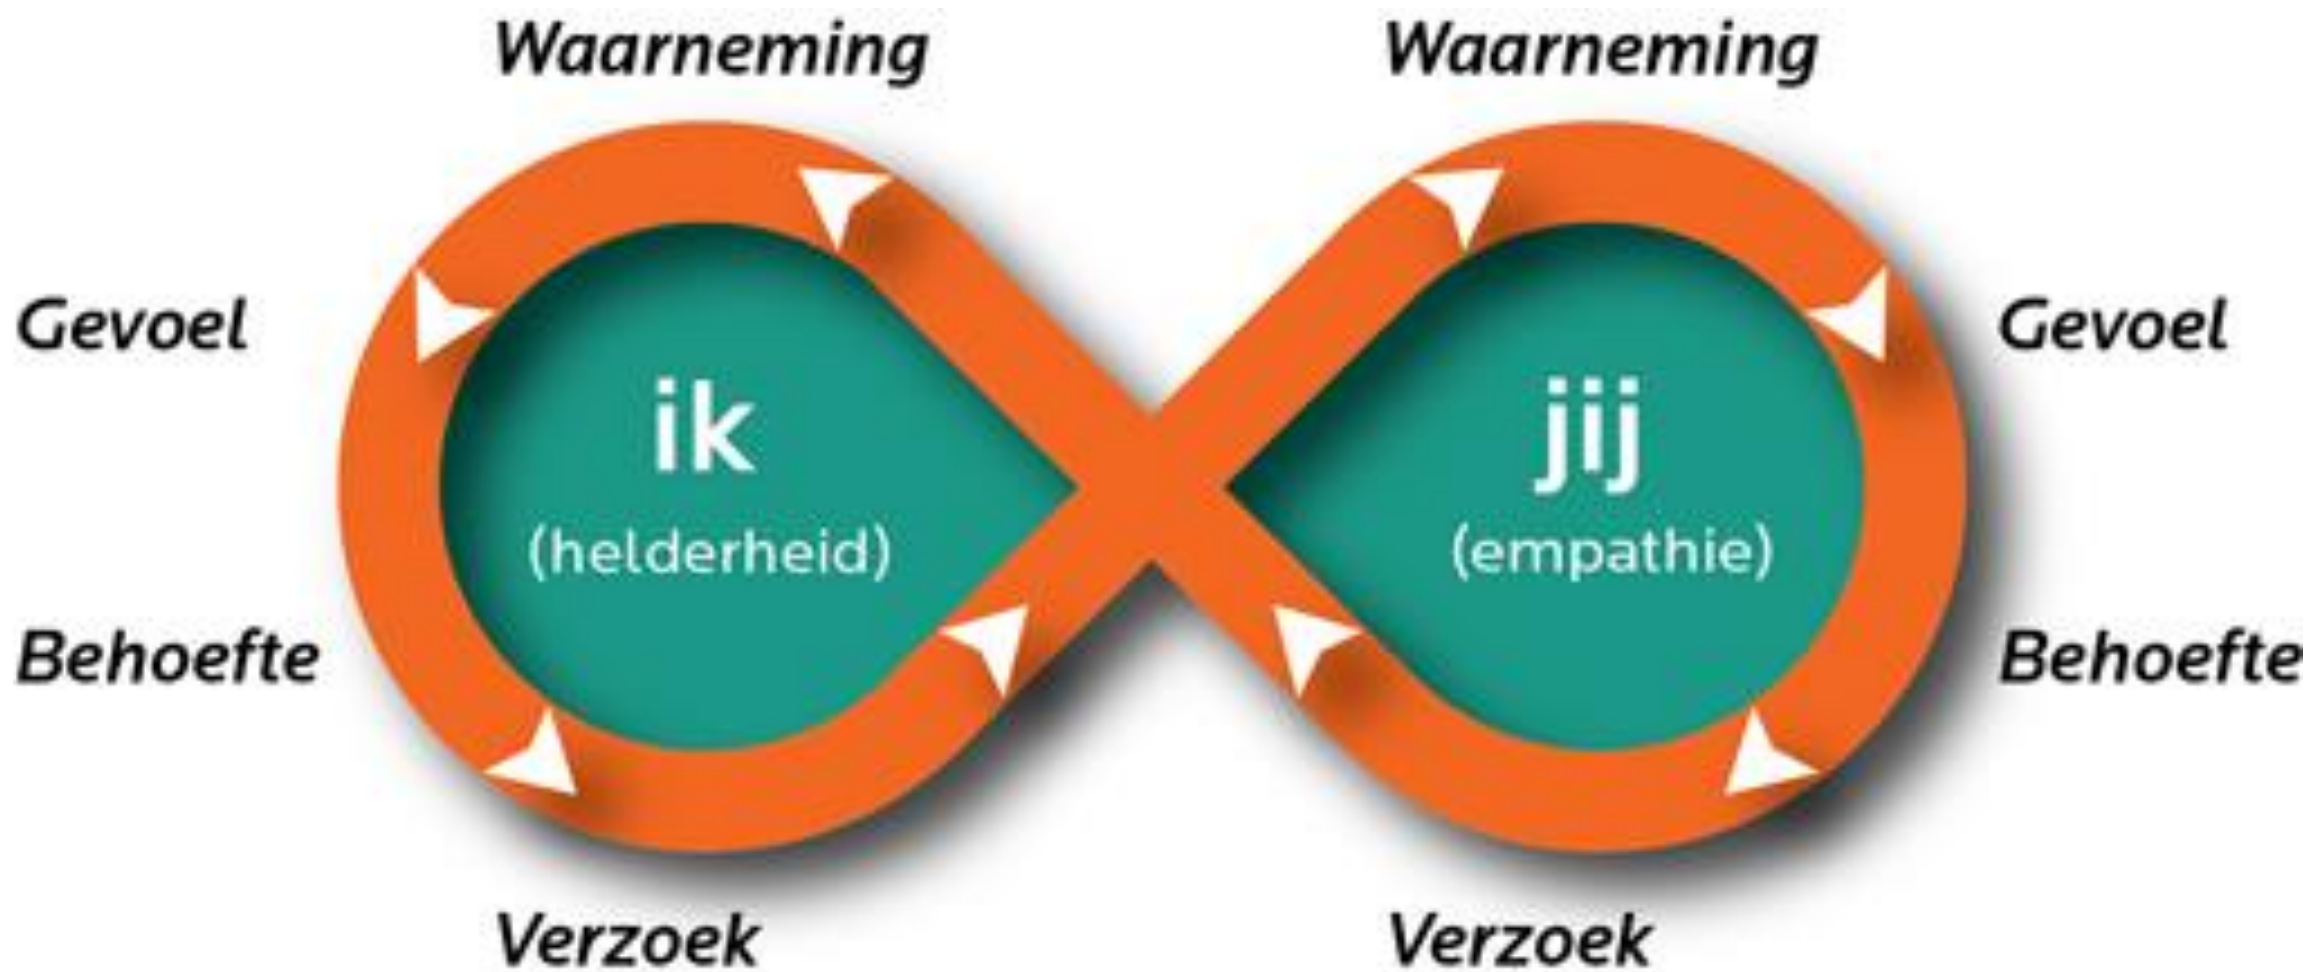 Waarneming
Waarneming
Gevoel
Gevoel
ik
jij
(helderheid)
(empathie)
Behoefte
Behoefte
Verzoek
Verzoek